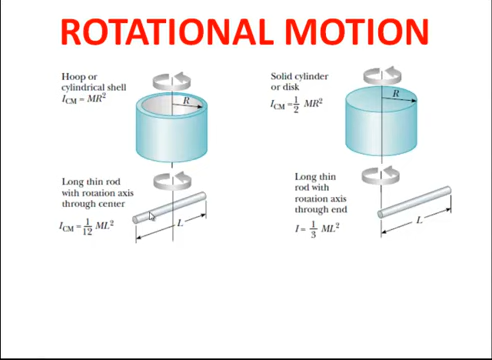 ROTATIONAL MOTION
Hoop or
cylindrical shell
I_CM = MR²
R
Solid cylinder
or disk
I_CM = 1/2 MR²
R
Long thin rod
with rotation axis
through center
I_CM = 1/12 ML²
L
Long thin
rod with
rotation axis
through end
I = 1/3 ML²
L